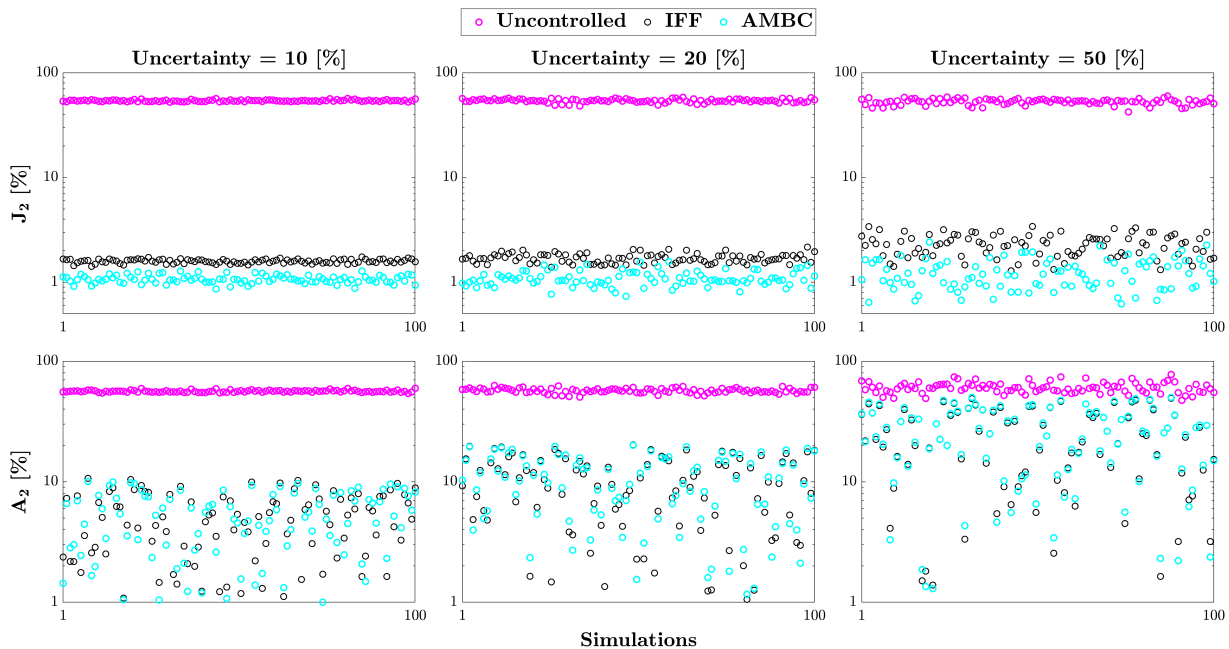 Uncontrolled IFF AMBC
Uncertainty = 10 [%] Uncertainty = 20 [%] Uncertainty = 50 [%]
100 100 100
10 10 10
J₂ [%]
1 1 1
1 100 1 100 1 100
100 100 100
10 10 10
A₂ [%]
1 1 1
1 100 1 100 1 100
Simulations